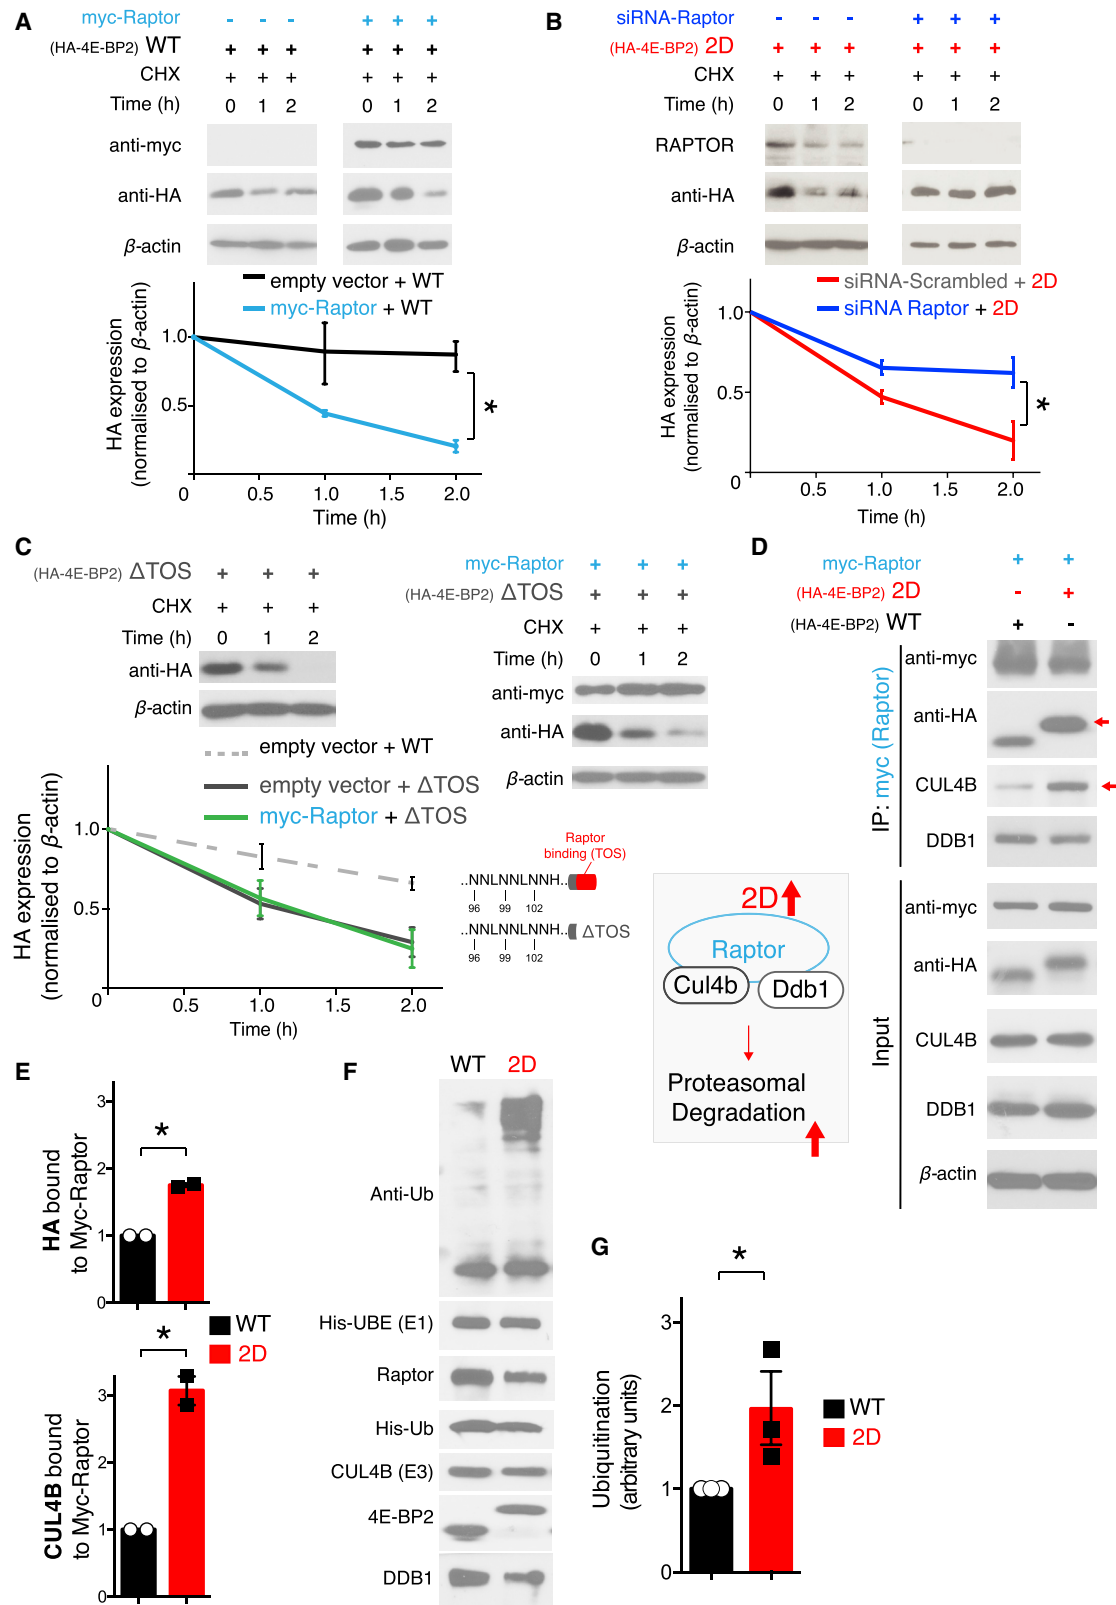 A
myc-Raptor - - - + + +
(HA-4E-BP2) WT + + + + + +
CHX + + + + + +
Time (h) 0 1 2 0 1 2
anti-myc
anti-HA
β-actin
empty vector + WT
myc-Raptor + WT
HA expression
(normalised to β-actin)
1.0
0.5
*
0 0.5 1.0 1.5 2.0
Time (h)
B
siRNA-Raptor - - - + + +
(HA-4E-BP2) 2D + + + + + +
CHX + + + + + +
Time (h) 0 1 2 0 1 2
RAPTOR
anti-HA
β-actin
siRNA-Scrambled + 2D
siRNA Raptor + 2D
HA expression
(normalised to β-actin)
1.0
0.5
*
0 0.5 1.0 1.5 2.0
Time (h)
C
(HA-4E-BP2) ΔTOS + + +
CHX + + +
Time (h) 0 1 2
anti-HA
β-actin
myc-Raptor + + +
(HA-4E-BP2) ΔTOS + + +
CHX + + +
Time (h) 0 1 2
anti-myc
anti-HA
β-actin
empty vector + WT
empty vector + ΔTOS
myc-Raptor + ΔTOS
HA expression
(normalised to β-actin)
1.0
0.5
0 0.5 1.0 1.5 2.0
Time (h)
Raptor
binding (TOS)
..NNLNNLNNH..
96 99 102
..NNLNNLNNH.. ΔTOS
96 99 102
D
myc-Raptor + +
(HA-4E-BP2) 2D - +
(HA-4E-BP2) WT + -
IP: myc (Raptor)
anti-myc
anti-HA
CUL4B
DDB1
Input
anti-myc
anti-HA
CUL4B
DDB1
β-actin
2D
Raptor
Cul4b Ddb1
Proteasomal
Degradation
E
HA bound
to Myc-Raptor
3
2
1
0
*
WT
2D
CUL4B bound
to Myc-Raptor
3
2
1
0
*
F
WT 2D
Anti-Ub
His-UBE (E1)
Raptor
His-Ub
CUL4B (E3)
4E-BP2
DDB1
G
Ubiquitination
(arbitrary units)
3
2
1
0
*
WT
2D